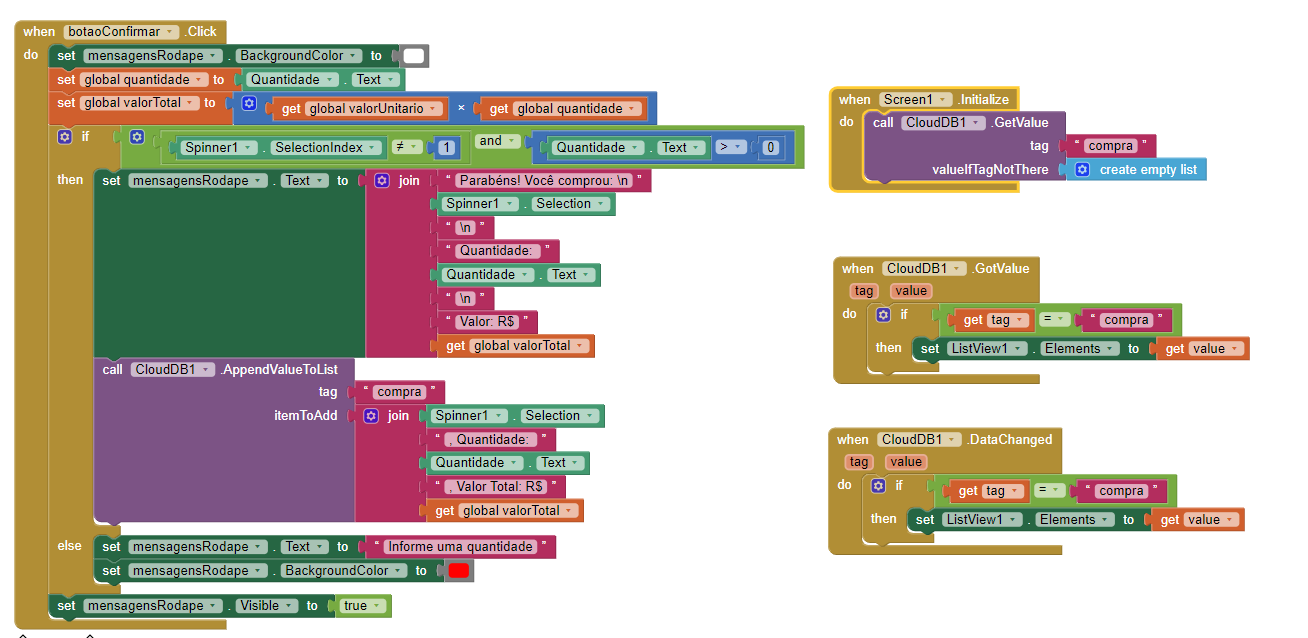 when botaoConfirmar .Click
do set mensagensRodape . BackgroundColor to
set global quantidade to Quantidade . Text
set global valorTotal to get global valorUnitario × get global quantidade
if Spinner1 . SelectionIndex ≠ 1 and Quantidade . Text > 0
then set mensagensRodape . Text to join " Parabéns! Você comprou: \n "
Spinner1 . Selection
" \n "
" Quantidade: "
Quantidade . Text
" \n "
" Valor: R$ "
get global valorTotal
call CloudDB1 .AppendValueToList
tag " compra "
itemToAdd join Spinner1 . Selection
" , Quantidade: "
Quantidade . Text
" , Valor Total: R$ "
get global valorTotal
else set mensagensRodape . Text to " Informe uma quantidade "
set mensagensRodape . BackgroundColor to
set mensagensRodape . Visible to true
when Screen1 .Initialize
do call CloudDB1 .GetValue
tag " compra "
valueIfTagNotThere create empty list
when CloudDB1 .GotValue
tag value
do if get tag = " compra "
then set ListView1 . Elements to get value
when CloudDB1 .DataChanged
tag value
do if get tag = " compra "
then set ListView1 . Elements to get value